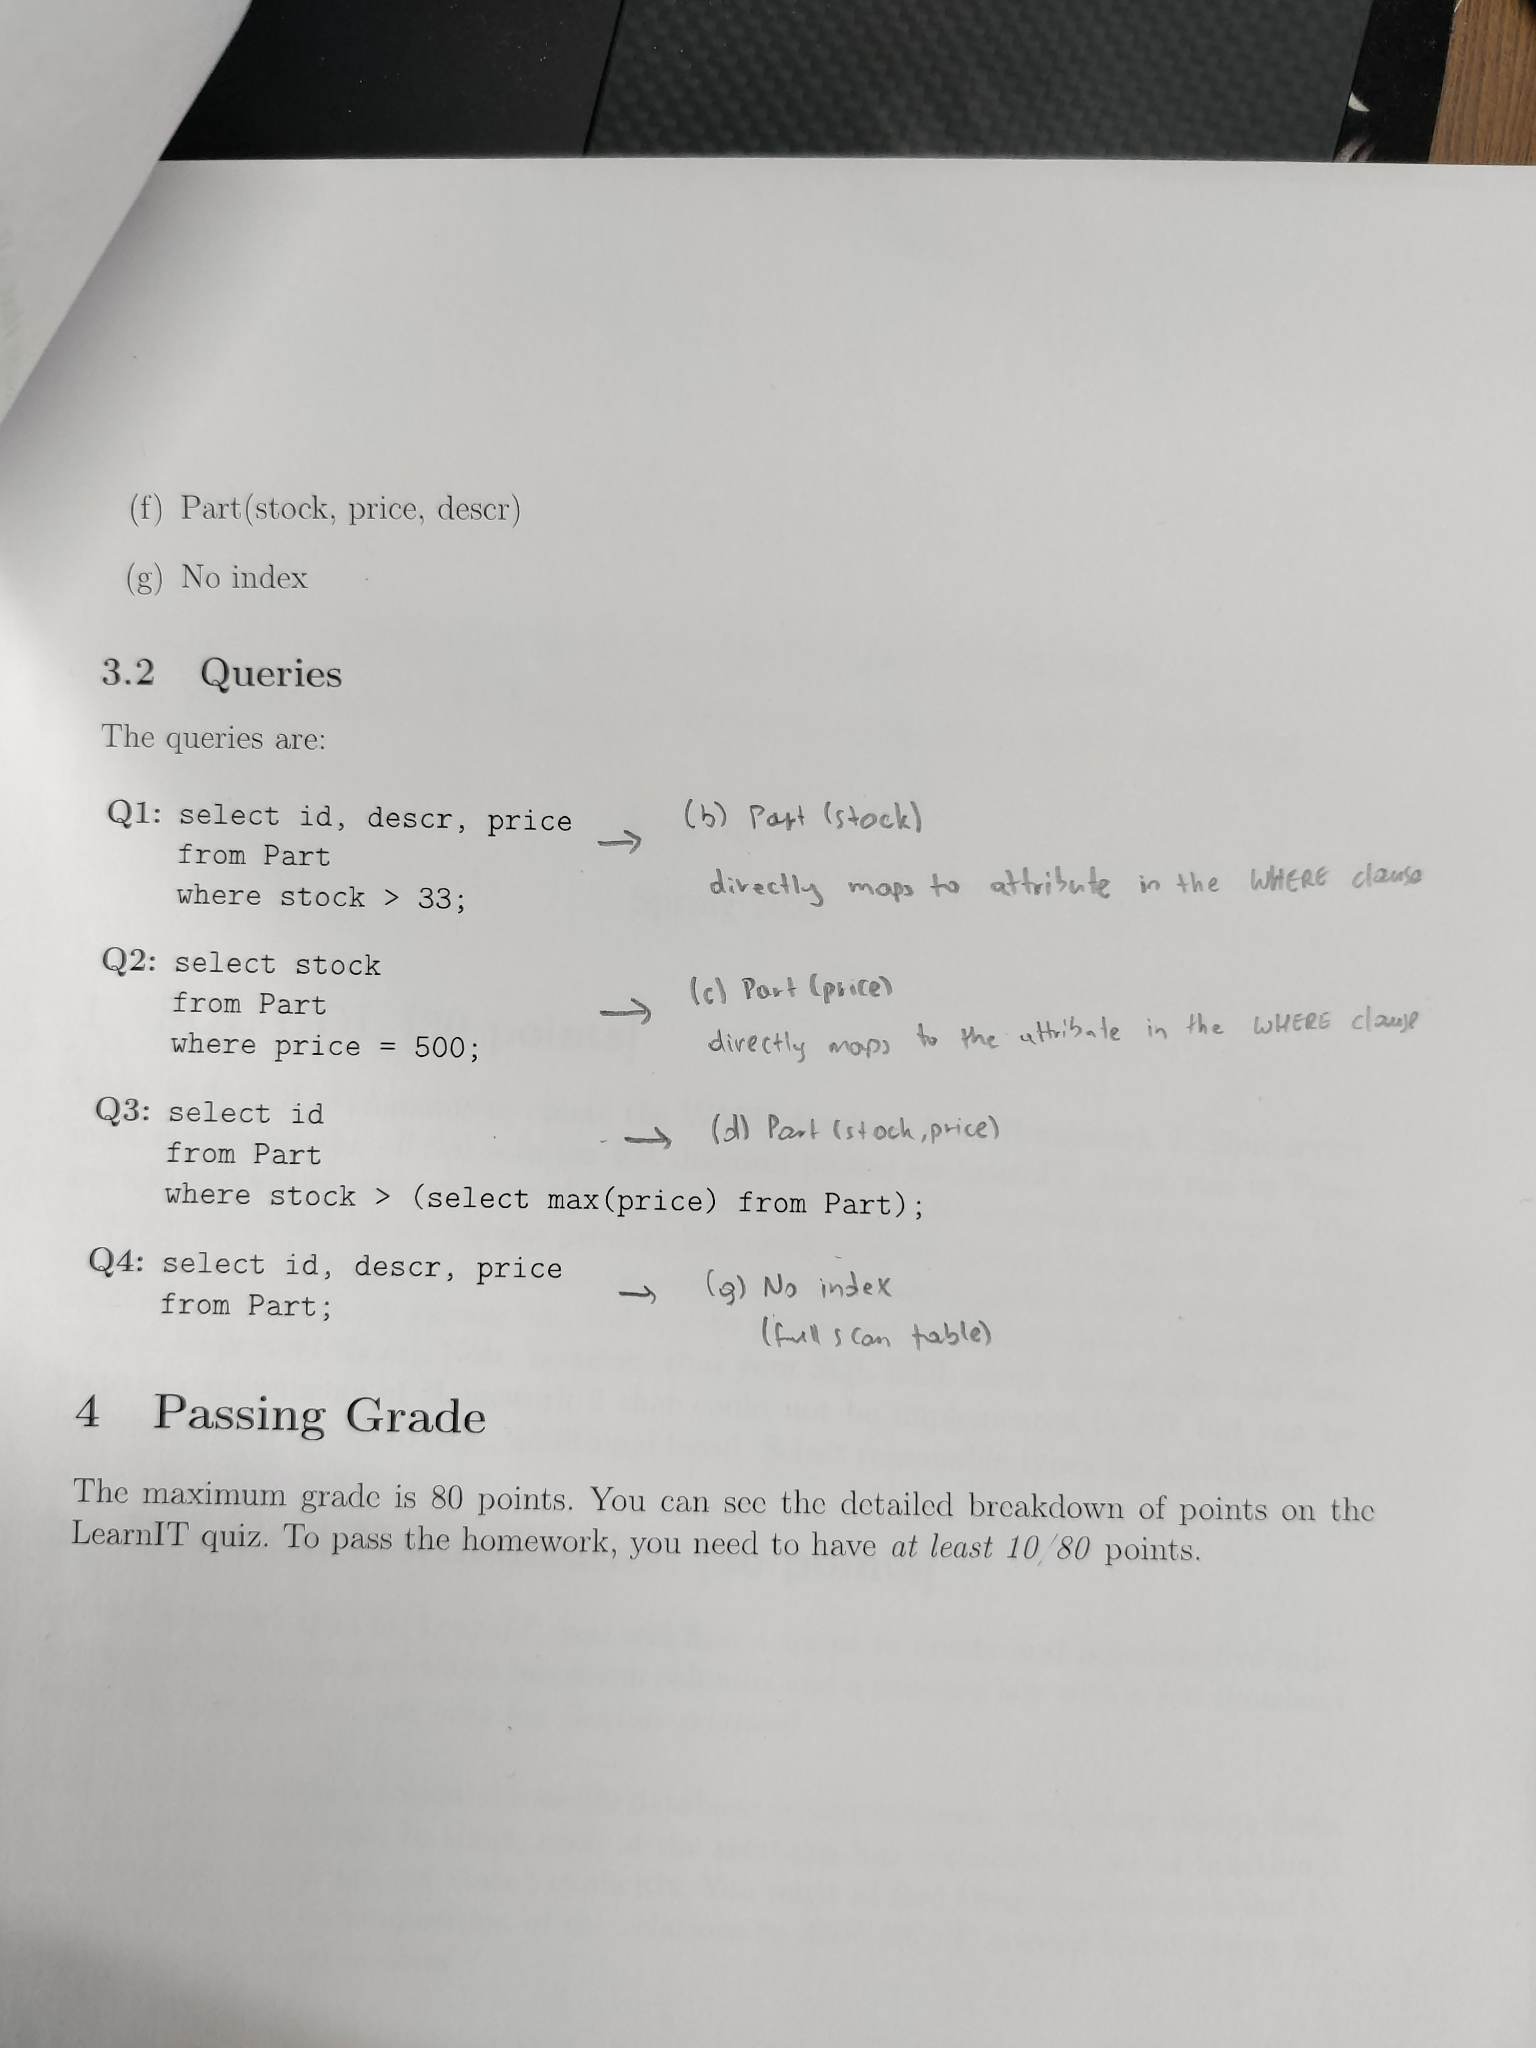 (f) Part(stock, price, descr)
(g) No index
3.2 Queries
The queries are:
Q1: select id, descr, price → (b) Part (stock)
from Part
where stock > 33; directly maps to attribute in the WHERE clause
Q2: select stock
from Part → (c) Part (price)
where price = 500; directly maps to the attribute in the WHERE clause
Q3: select id → (d) Part (stock, price)
from Part
where stock > (select max(price) from Part);
Q4: select id, descr, price → (g) No index
from Part; (full scan table)
4 Passing Grade
The maximum grade is 80 points. You can see the detailed breakdown of points on the
LearnIT quiz. To pass the homework, you need to have at least 10/80 points.